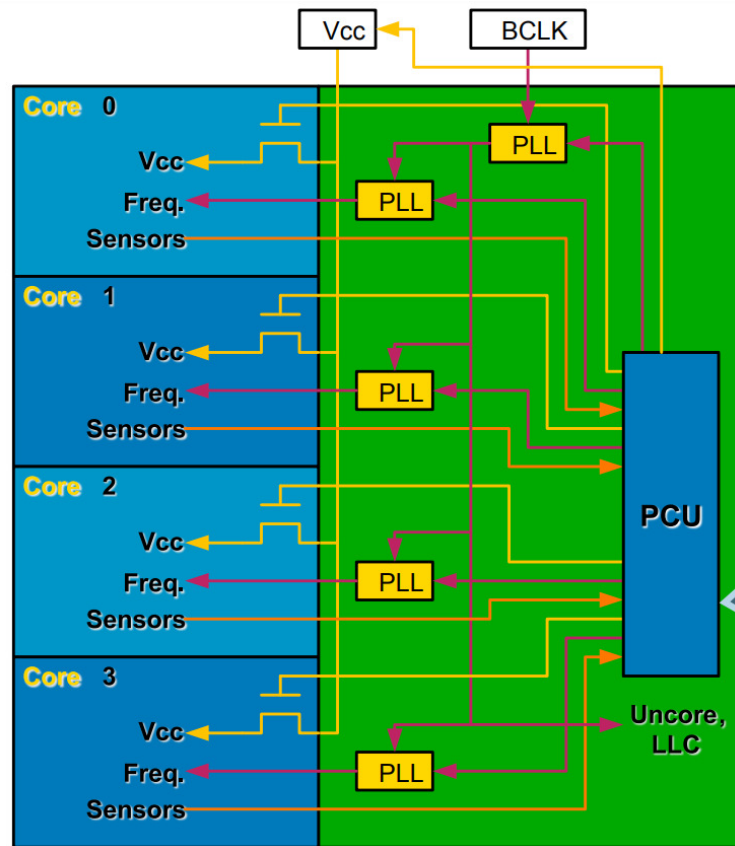 Vcc
BCLK
Core 0
PLL
Vcc
PLL
Freq.
Sensors
Core 1
Vcc
PLL
Freq.
Sensors
Core 2
PCU
Vcc
PLL
Freq.
Sensors
Core 3
Uncore,
LLC
Vcc
PLL
Freq.
Sensors